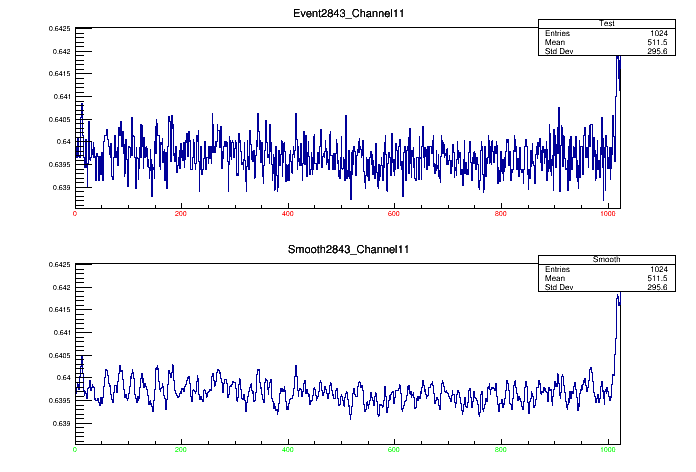 Event2843_Channel11
Test
Entries 1024
Mean 511.5
Std Dev 295.6
0.6425
0.642
0.6415
0.641
0.6405
0.64
0.6395
0.639
0 200 400 600 800 1000
Smooth2843_Channel11
Smooth
Entries 1024
Mean 511.5
Std Dev 295.6
0.6425
0.642
0.6415
0.641
0.6405
0.64
0.6395
0.639
0 200 400 600 800 1000